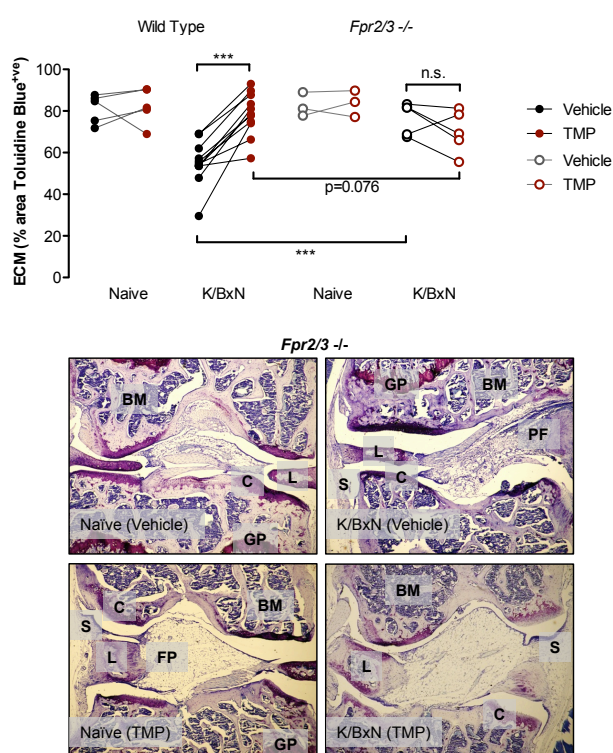 Wild Type
Fpr2/3 -/-
***
n.s.
ECM (% area Toluidine Blue+ve)
100
80
60
40
20
0
p=0.076
***
Naive
K/BxN
Naive
K/BxN
Vehicle
TMP
Vehicle
TMP
Fpr2/3 -/-
BM
C
L
Naïve (Vehicle)
GP
GP
BM
PF
L
S
C
K/BxN (Vehicle)
C
BM
S
L
FP
Naïve (TMP)
GP
BM
S
L
C
K/BxN (TMP)